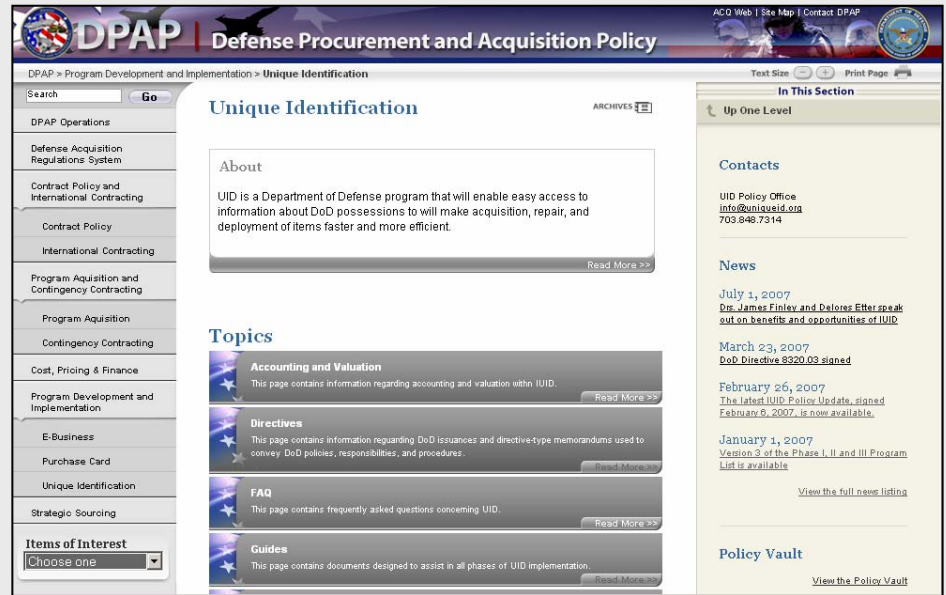 DPAP | Defense Procurement and Acquisition Policy
ACQ Web | Site Map | Contact DPAP
DPAP > Program Development and Implementation > Unique Identification
Text Size - + Print Page
Search Go
DPAP Operations
Defense Acquisition
Regulations System
Contract Policy and
International Contracting
Contract Policy
International Contracting
Program Aquisition and
Contingency Contracting
Program Aquisition
Contingency Contracting
Cost, Pricing & Finance
Program Development and
Implementation
E-Business
Purchase Card
Unique Identification
Strategic Sourcing
Items of Interest
Choose one
Unique Identification
ARCHIVES
About
UID is a Department of Defense program that will enable easy access to
information about DoD possessions to will make acquisition, repair, and
deployment of items faster and more efficient.
Read More >>
Topics
Accounting and Valuation
This page contains information regarding accounting and valuation withn IUID.
Read More >>
Directives
This page contains information reguarding DoD issuances and directive-type memorandums used to
convey DoD policies, responsibilities, and procedures.
Read More >>
FAQ
This page contains frequently asked questions concerning UID.
Read More >>
Guides
This page contains documents designed to assist in all phases of UID implementation.
Read More >>
In This Section
Up One Level
Contacts
UID Policy Office
info@uniqueid.org
703.848.7314
News
July 1, 2007
Drs. James Finley and Delores Etter speak
out on benefits and opportunities of IUID
March 23, 2007
DoD Directive 8320.03 signed
February 26, 2007
The latest IUID Policy Update, signed
February 6, 2007, is now available.
January 1, 2007
Version 3 of the Phase I, II and III Program
List is available
View the full news listing
Policy Vault
View the Policy Vault